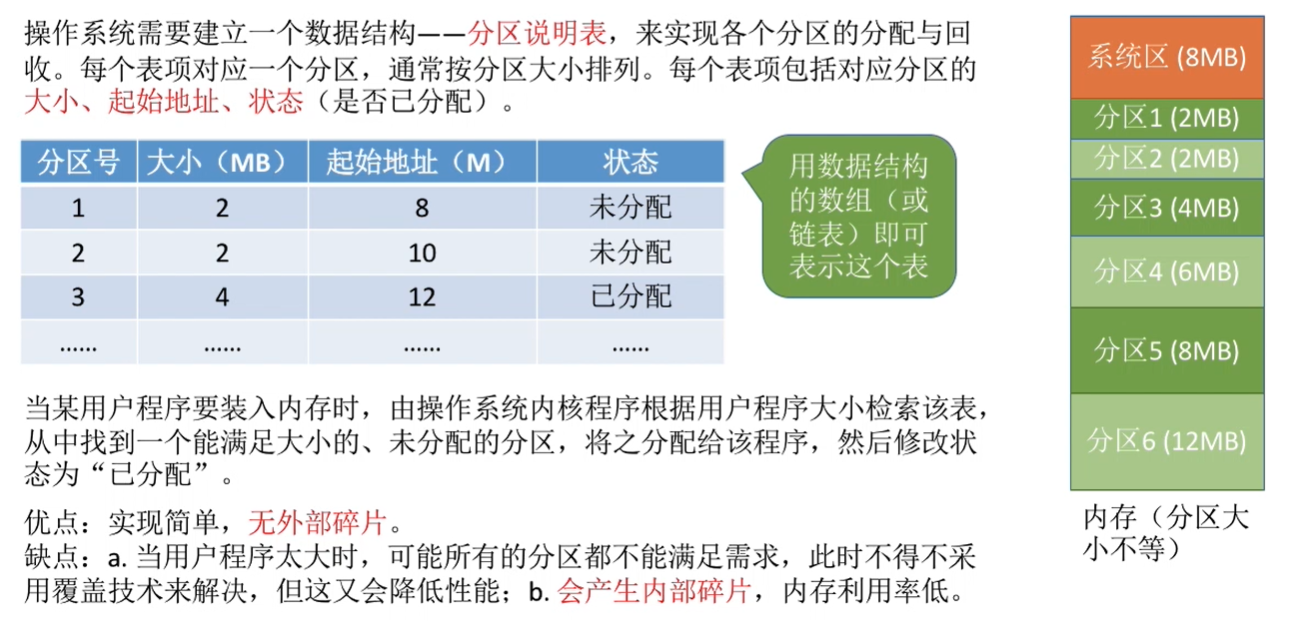 操作系统需要建立一个数据结构——分区说明表，来实现各个分区的分配与回
收。每个表项对应一个分区，通常按分区大小排列。每个表项包括对应分区的
大小、起始地址、状态（是否已分配）。
分区号 大小（MB） 起始地址（M） 状态
1 2 8 未分配
2 2 10 未分配
3 4 12 已分配
...... ...... ...... ......
用数据结构
的数组（或
链表）即可
表示这个表
当某用户程序要装入内存时，由操作系统内核程序根据用户程序大小检索该表，
从中找到一个能满足大小的、未分配的分区，将之分配给该程序，然后修改状
态为“已分配”。
优点：实现简单，无外部碎片。
缺点：a. 当用户程序太大时，可能所有的分区都不能满足需求，此时不得不采
用覆盖技术来解决，但这又会降低性能；b. 会产生内部碎片，内存利用率低。
系统区 (8MB)
分区1 (2MB)
分区2 (2MB)
分区3 (4MB)
分区4 (6MB)
分区5 (8MB)
分区6 (12MB)
内存（分区大
小不等）